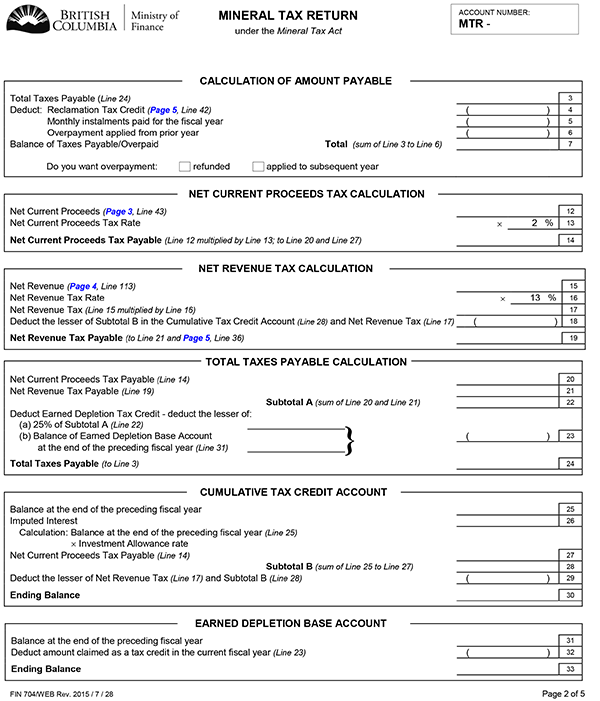 BRITISH COLUMBIA Ministry of Finance
MINERAL TAX RETURN
under the Mineral Tax Act
ACCOUNT NUMBER:
MTR -
CALCULATION OF AMOUNT PAYABLE
Total Taxes Payable (Line 24) 3
Deduct: Reclamation Tax Credit (Page 5, Line 42) ( ) 4
Monthly instalments paid for the fiscal year ( ) 5
Overpayment applied from prior year ( ) 6
Balance of Taxes Payable/Overpaid Total (sum of Line 3 to Line 6) 7
Do you want overpayment: refunded applied to subsequent year
NET CURRENT PROCEEDS TAX CALCULATION
Net Current Proceeds (Page 3, Line 43) 12
Net Current Proceeds Tax Rate × 2 % 13
Net Current Proceeds Tax Payable (Line 12 multiplied by Line 13; to Line 20 and Line 27) 14
NET REVENUE TAX CALCULATION
Net Revenue (Page 4, Line 113) 15
Net Revenue Tax Rate × 13 % 16
Net Revenue Tax (Line 15 multiplied by Line 16) 17
Deduct the lesser of Subtotal B in the Cumulative Tax Credit Account (Line 28) and Net Revenue Tax (Line 17) ( ) 18
Net Revenue Tax Payable (to Line 21 and Page 5, Line 36) 19
TOTAL TAXES PAYABLE CALCULATION
Net Current Proceeds Tax Payable (Line 14) 20
Net Revenue Tax Payable (Line 19) 21
Subtotal A (sum of Line 20 and Line 21) 22
Deduct Earned Depletion Tax Credit - deduct the lesser of:
(a) 25% of Subtotal A (Line 22)
(b) Balance of Earned Depletion Base Account } ( ) 23
at the end of the preceding fiscal year (Line 31)
Total Taxes Payable (to Line 3) 24
CUMULATIVE TAX CREDIT ACCOUNT
Balance at the end of the preceding fiscal year 25
Imputed Interest 26
Calculation: Balance at the end of the preceding fiscal year (Line 25)
× Investment Allowance rate
Net Current Proceeds Tax Payable (Line 14) 27
Subtotal B (sum of Line 25 to Line 27) 28
Deduct the lesser of Net Revenue Tax (Line 17) and Subtotal B (Line 28) ( ) 29
Ending Balance 30
EARNED DEPLETION BASE ACCOUNT
Balance at the end of the preceding fiscal year 31
Deduct amount claimed as a tax credit in the current fiscal year (Line 23) ( ) 32
Ending Balance 33
FIN 704/WEB Rev. 2015 / 7 / 28 Page 2 of 5